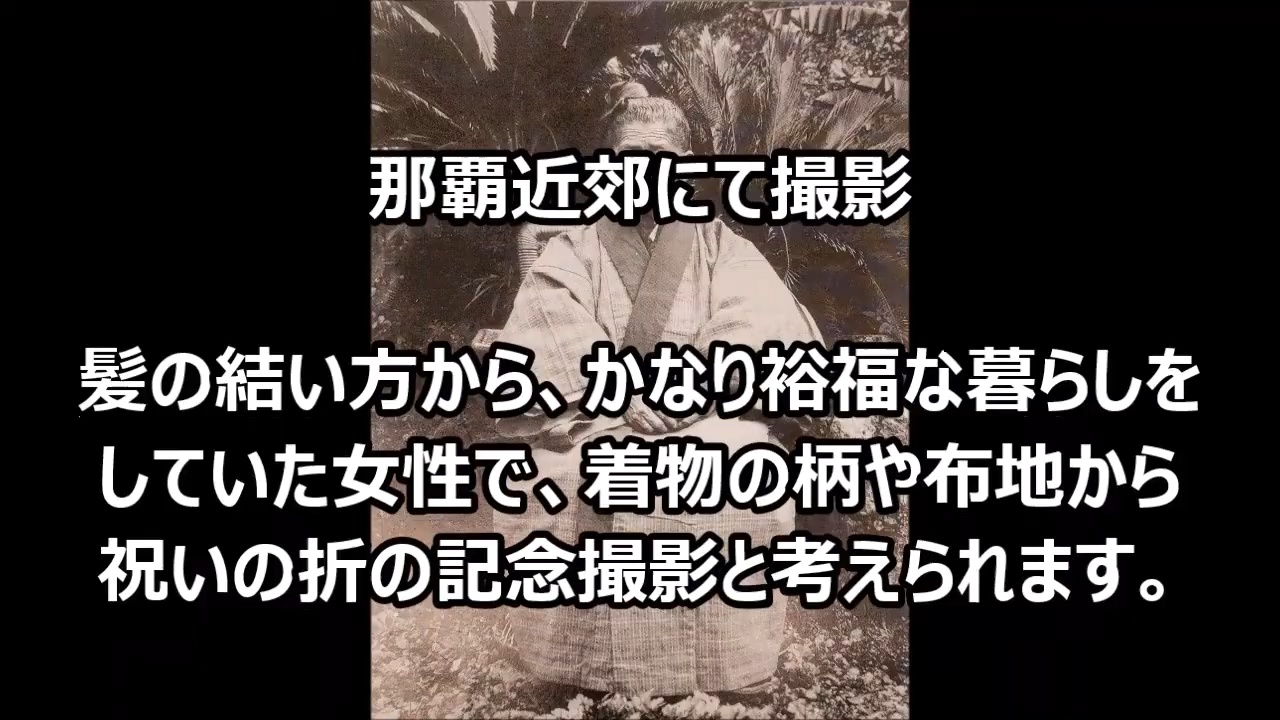 那覇近郊にて撮影
髪の結い方から、かなり裕福な暮らしを
していた女性で、着物の柄や布地から
祝いの折の記念撮影と考えられます。